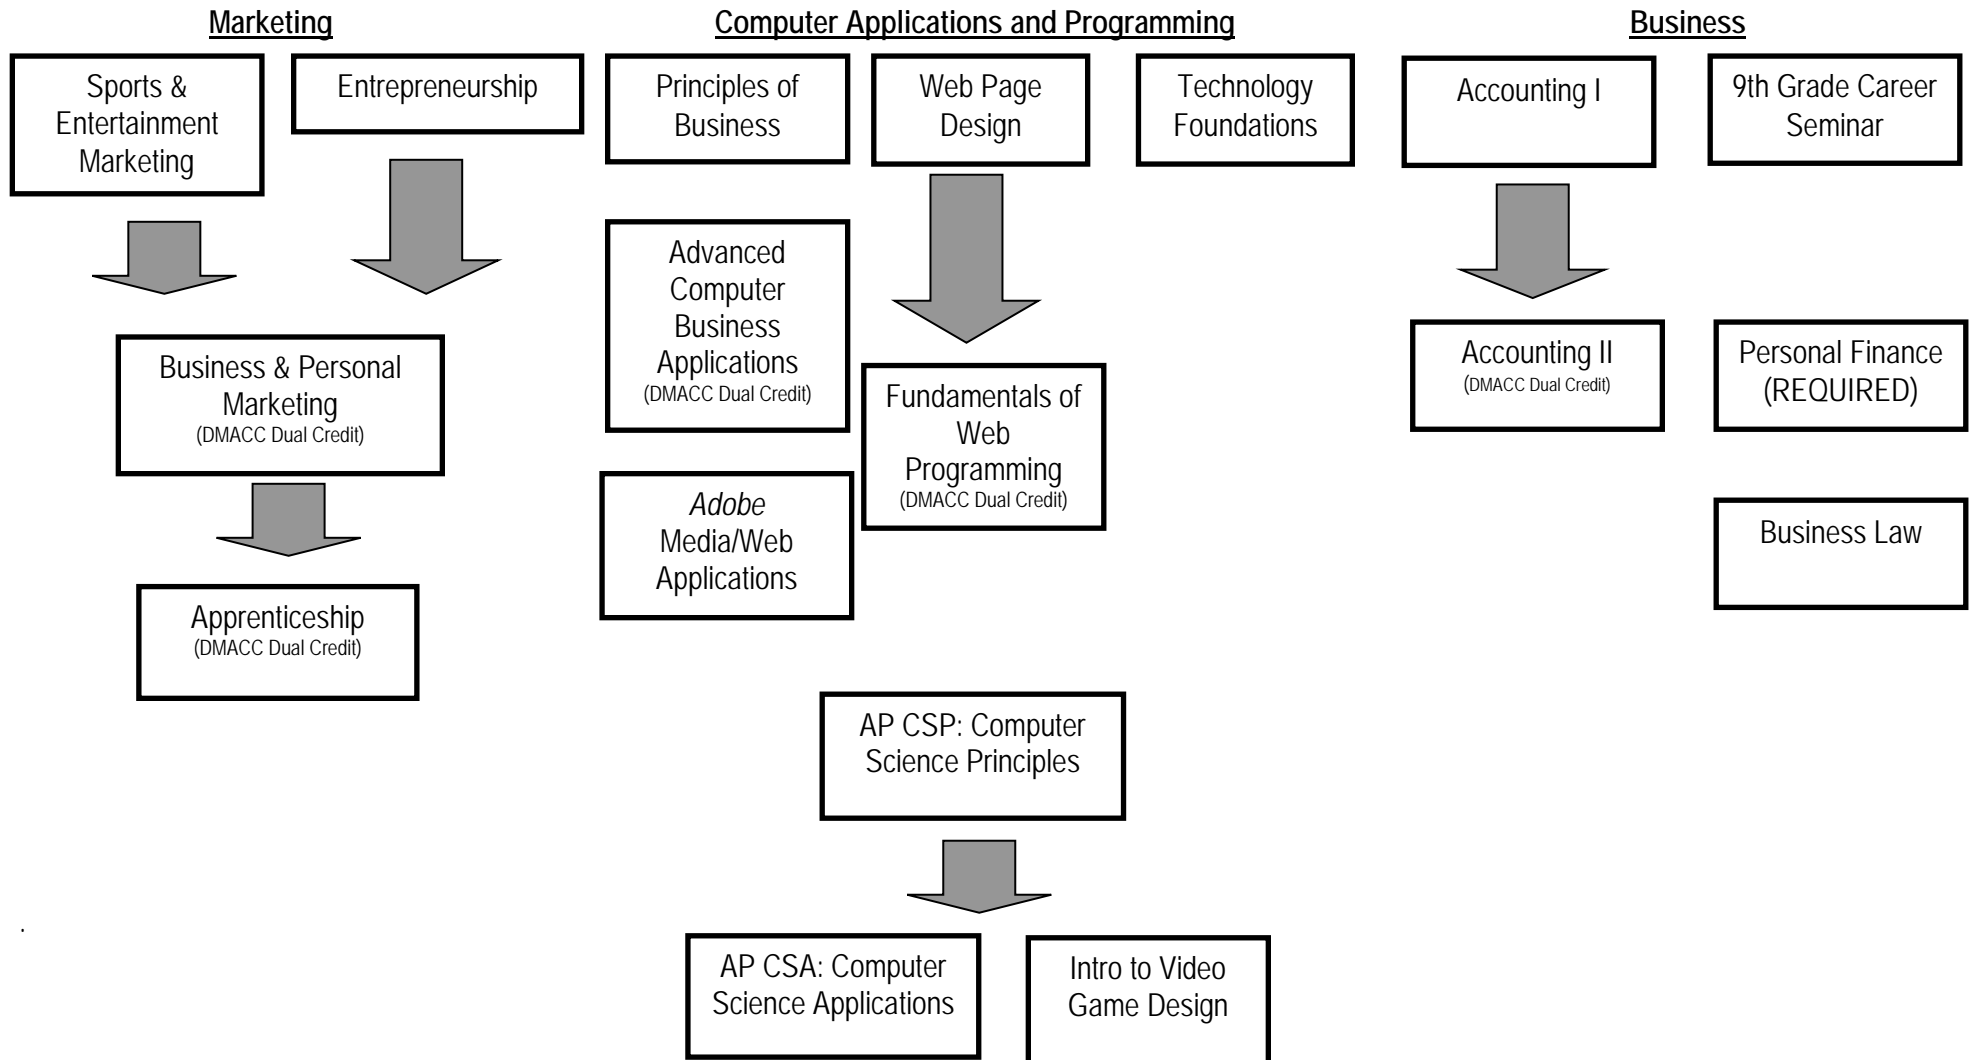 Marketing
Computer Applications and Programming
Business
Sports &
Entertainment
Marketing
Entrepreneurship
Principles of
Business
Web Page
Design
Technology
Foundations
Accounting I
9th Grade Career
Seminar
Advanced
Computer
Business
Applications
(DMACC Dual Credit)
Business & Personal
Marketing
(DMACC Dual Credit)
Fundamentals of
Web
Programming
(DMACC Dual Credit)
Accounting II
(DMACC Dual Credit)
Personal Finance
(REQUIRED)
Adobe
Media/Web
Applications
Business Law
Apprenticeship
(DMACC Dual Credit)
AP CSP: Computer
Science Principles
.
AP CSA: Computer
Science Applications
Intro to Video
Game Design